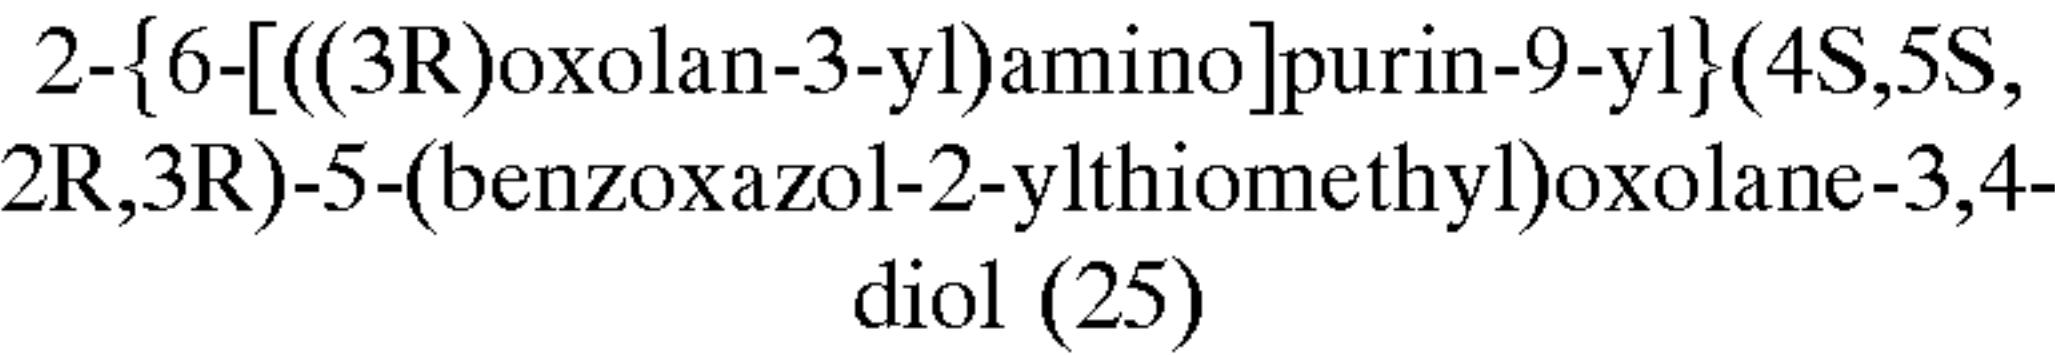 2-{6-[((3R)oxolan-3-yl)amino]purin-9-yl}(4S,5S,
2R,3R)-5-(benzoxazol-2-ylthiomethyl)oxolane-3,4-
diol (25)